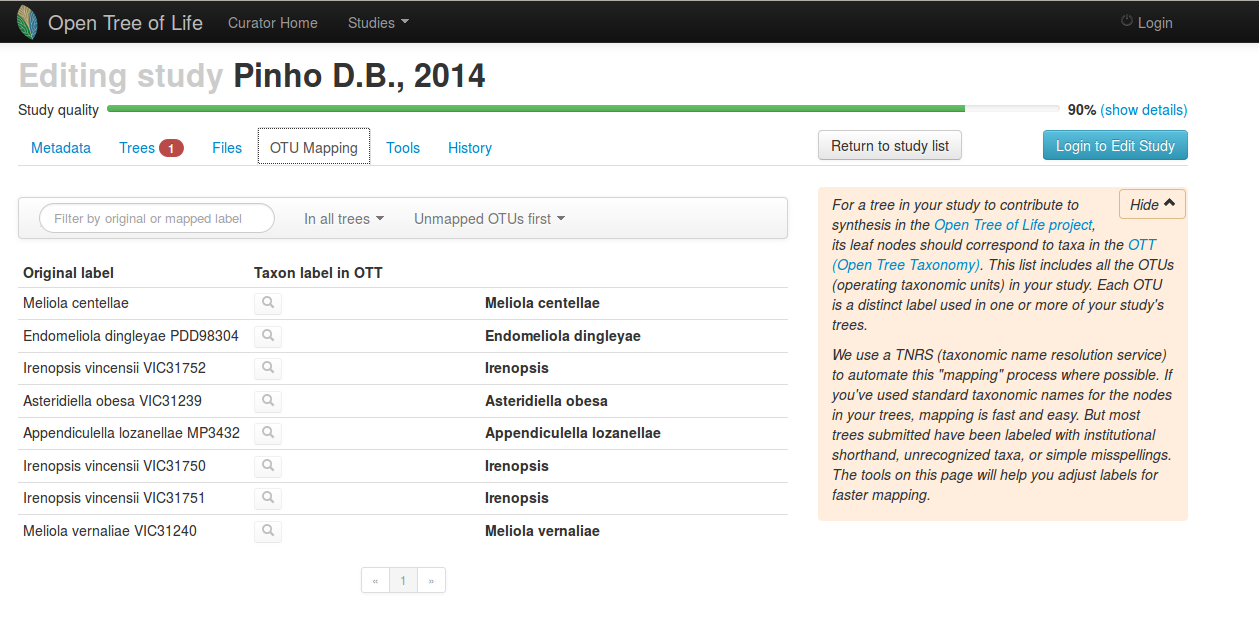 Open Tree of Life Curator Home Studies Login
Editing study Pinho D.B., 2014
Study quality 90% (show details)
Metadata Trees 1 Files OTU Mapping Tools History Return to study list Login to Edit Study
Filter by original or mapped label In all trees Unmapped OTUs first
Original label Taxon label in OTT
Meliola centellae Meliola centellae
Endomeliola dingleyae PDD98304 Endomeliola dingleyae
Irenopsis vincensii VIC31752 Irenopsis
Asteridiella obesa VIC31239 Asteridiella obesa
Appendiculella lozanellae MP3432 Appendiculella lozanellae
Irenopsis vincensii VIC31750 Irenopsis
Irenopsis vincensii VIC31751 Irenopsis
Meliola vernaliae VIC31240 Meliola vernaliae
« 1 »
Hide
For a tree in your study to contribute to
synthesis in the Open Tree of Life project,
its leaf nodes should correspond to taxa in the OTT
(Open Tree Taxonomy). This list includes all the OTUs
(operating taxonomic units) in your study. Each OTU
is a distinct label used in one or more of your study's
trees.
We use a TNRS (taxonomic name resolution service)
to automate this "mapping" process where possible. If
you've used standard taxonomic names for the nodes
in your trees, mapping is fast and easy. But most
trees submitted have been labeled with institutional
shorthand, unrecognized taxa, or simple misspellings.
The tools on this page will help you adjust labels for
faster mapping.